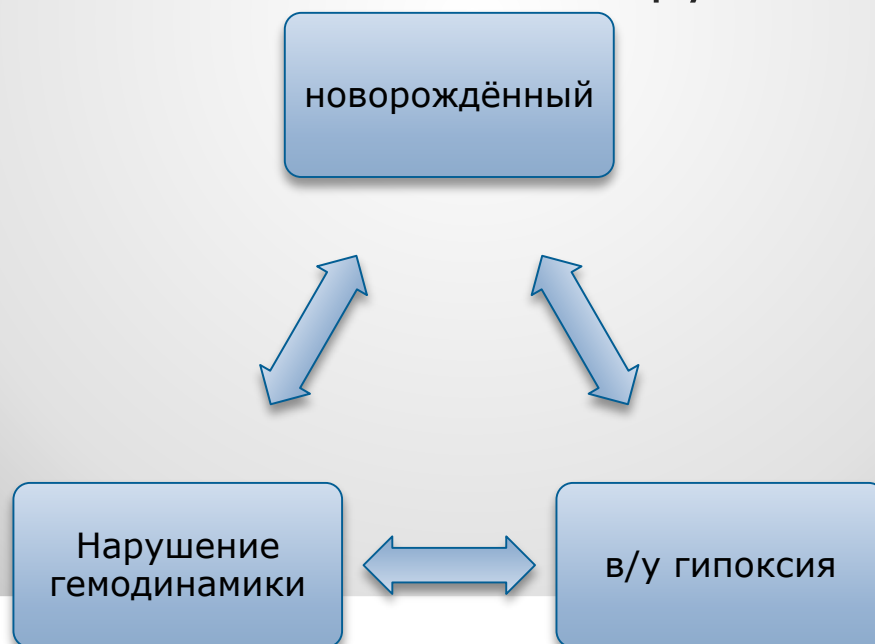 новорождённый
Нарушение
гемодинамики
в/у гипоксия